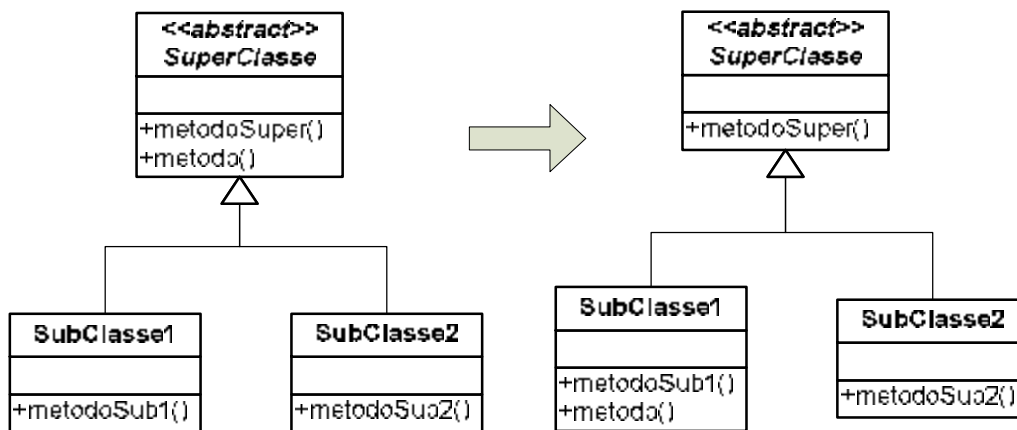 <<abstract>>
SuperClasse
+metodoSuper()
+metodo()
SubClasse1
+metodoSub1()
SubClasse2
+metodoSub2()
<<abstract>>
SuperClasse
+metodoSuper()
SubClasse1
+metodoSub1()
+metodo()
SubClasse2
+metodoSub2()